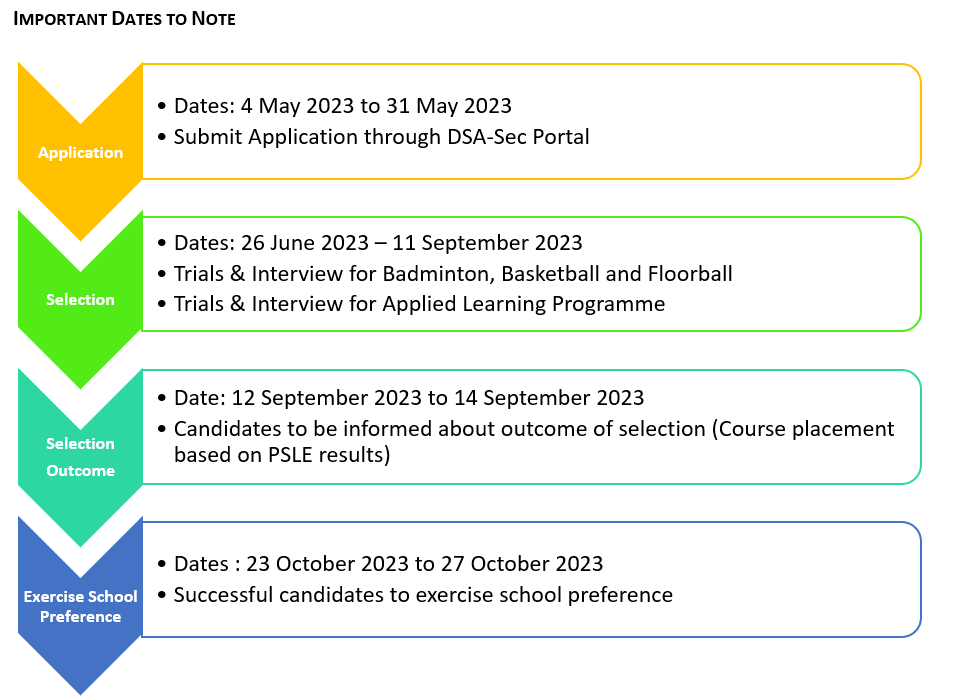 IMPORTANT DATES TO NOTE
Application
• Dates: 4 May 2023 to 31 May 2023
• Submit Application through DSA-Sec Portal
Selection
• Dates: 26 June 2023 – 11 September 2023
• Trials & Interview for Badminton, Basketball and Floorball
• Trials & Interview for Applied Learning Programme
Selection
Outcome
• Date: 12 September 2023 to 14 September 2023
• Candidates to be informed about outcome of selection (Course placement
based on PSLE results)
Exercise School
Preference
• Dates : 23 October 2023 to 27 October 2023
• Successful candidates to exercise school preference